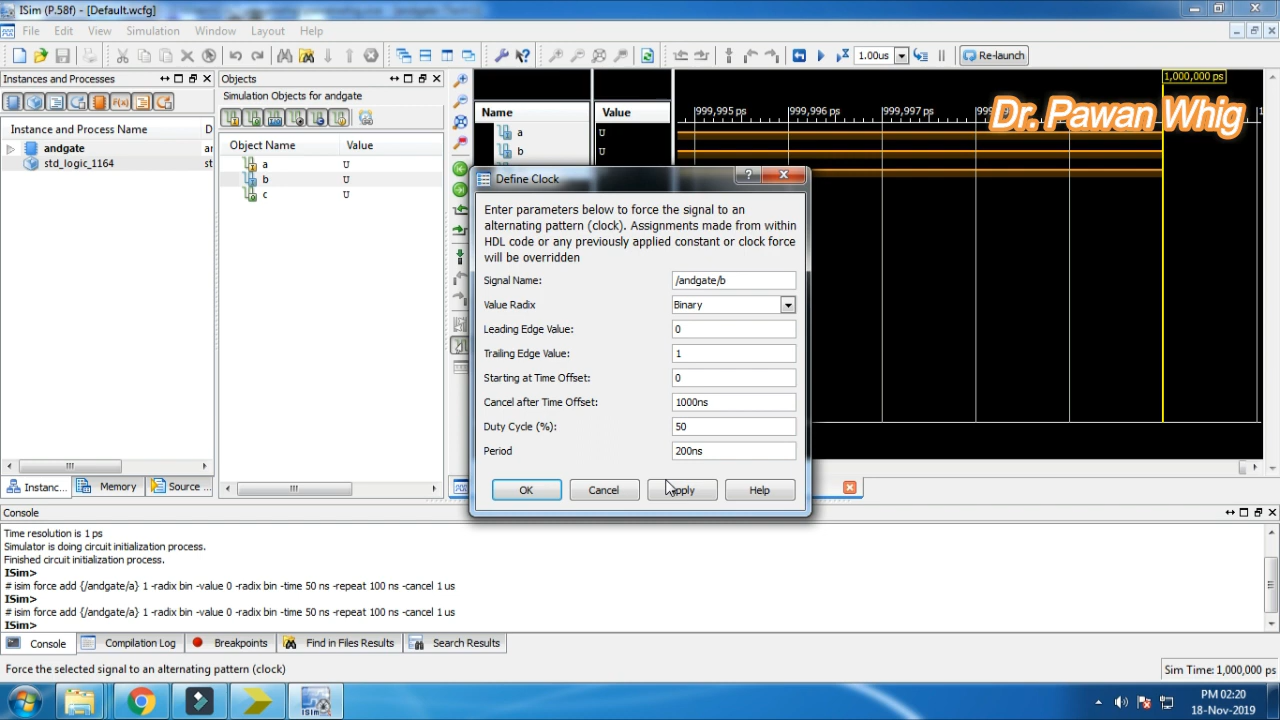 ISim (P.58f) - [Default.wcfg]
File Edit View Simulation Window Layout Help
1.00us
Re-launch
Instances and Processes
Objects
Simulation Objects for andgate
Instance and Process Name D
andgate ar
std_logic_1164 st
Object Name Value
a U
b U
c U
Name Value
a U
b U
1,000,000 ps
999,995 ps 999,996 ps 999,997 ps
Dr. Pawan Whig
Define Clock
Enter parameters below to force the signal to an
alternating pattern (clock). Assignments made from within
HDL code or any previously applied constant or clock force
will be overridden
Signal Name: /andgate/b
Value Radix Binary
Leading Edge Value: 0
Trailing Edge Value: 1
Starting at Time Offset: 0
Cancel after Time Offset: 1000ns
Duty Cycle (%): 50
Period 200ns
OK Cancel Apply Help
Instanc... Memory Source ...
Console
Time resolution is 1 ps
Simulator is doing circuit initialization process.
Finished circuit initialization process.
ISim>
# isim force add {/andgate/a} 1 -radix bin -value 0 -radix bin -time 50 ns -repeat 100 ns -cancel 1 us
ISim>
# isim force add {/andgate/a} 1 -radix bin -value 0 -radix bin -time 50 ns -repeat 100 ns -cancel 1 us
ISim>
Console Compilation Log Breakpoints Find in Files Results Search Results
Force the selected signal to an alternating pattern (clock)
Sim Time: 1,000,000 ps
ISim
PM 02:20
18-Nov-2019